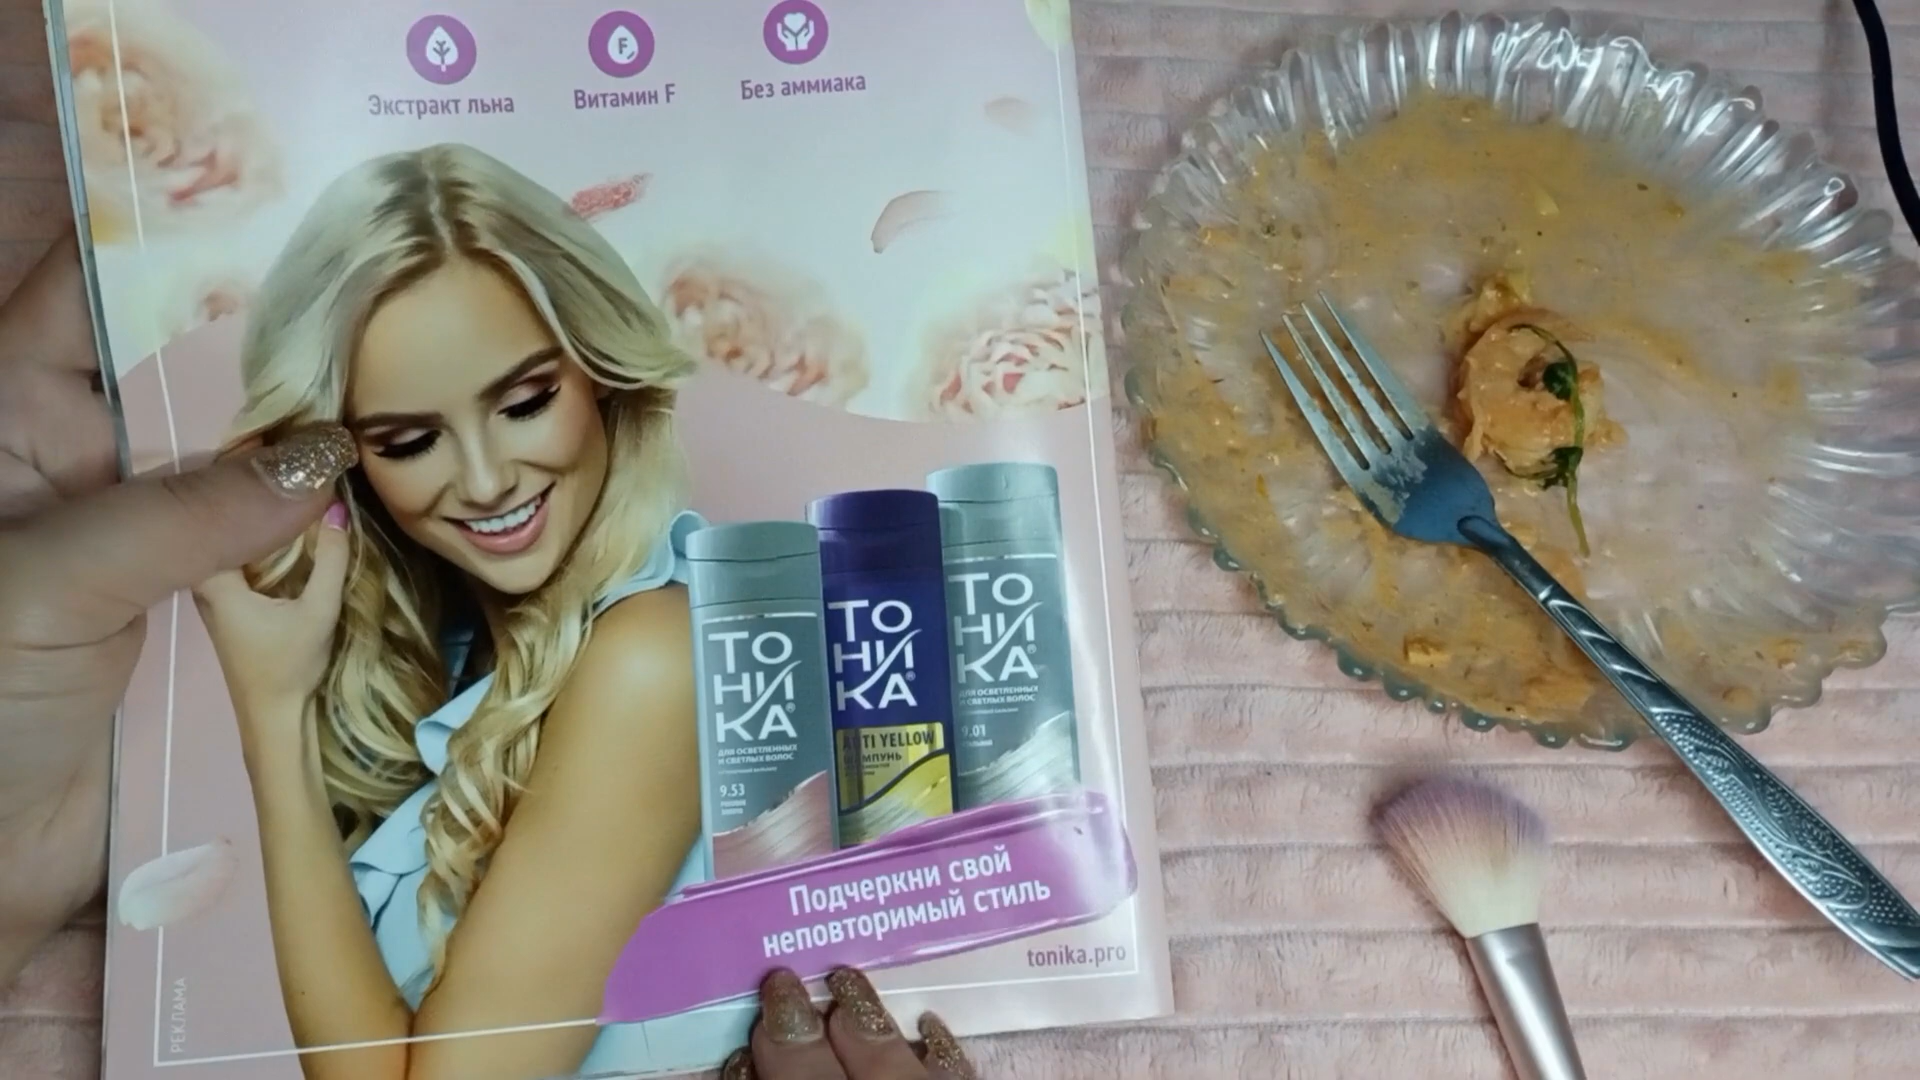 Экстракт льна
F
Витамин F
Без аммиака
ТО
НИ
КА®
ДЛЯ ОСВЕТЛЕННЫХ
И СВЕТЛЫХ ВОЛОС
9.53
ТО
НИ
КА®
ANTI YELLOW
ШАМПУНЬ
ТО
НИ
КА®
ДЛЯ ОСВЕТЛЕННЫХ
И СВЕТЛЫХ ВОЛОС
9.01
Подчеркни свой
неповторимый стиль
tonika.pro
РЕКЛАМА